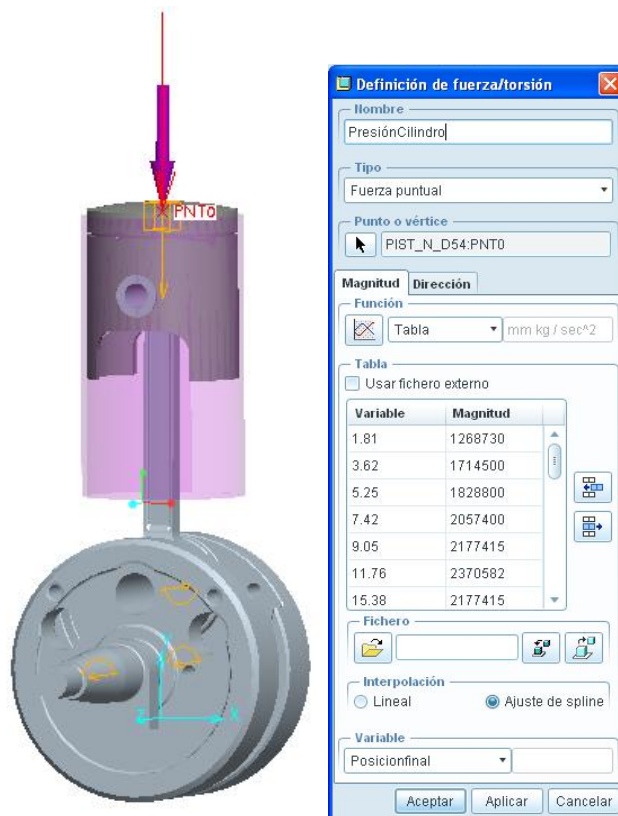 PNT0
Y
Z
X
Definición de fuerza/torsión
Nombre
PresiónCilindro
Tipo
Fuerza puntual
Punto o vértice
PIST_N_D54:PNT0
Magnitud Dirección
Función
Tabla mm kg / sec^2
Tabla
Usar fichero externo
Variable Magnitud
1.81 1268730
3.62 1714500
5.25 1828800
7.42 2057400
9.05 2177415
11.76 2370582
15.38 2177415
Fichero
Interpolación
Lineal Ajuste de spline
Variable
Posicionfinal
Aceptar Aplicar Cancelar